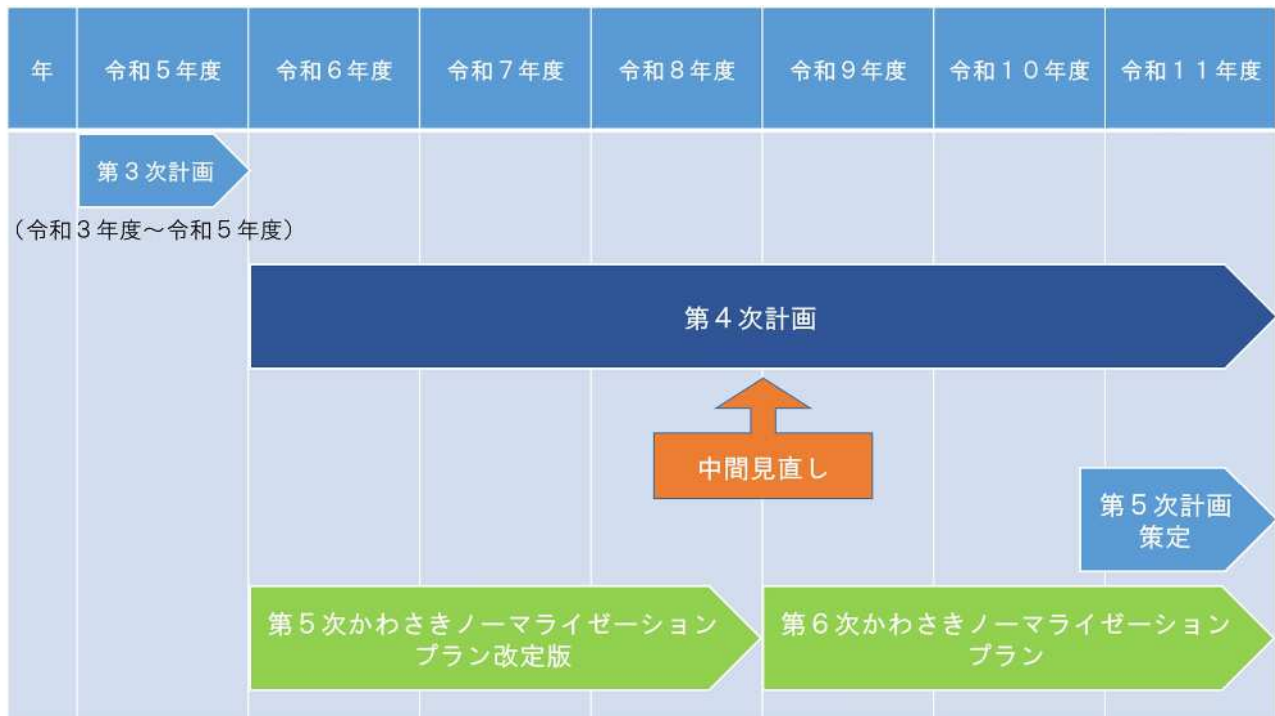 年 令和５年度 令和６年度 令和７年度 令和８年度 令和９年度 令和１０年度 令和１１年度
第３次計画
（令和３年度～令和５年度）
第４次計画
中間見直し
第５次計画
策定
第５次かわさきノーマライゼーション
プラン改定版
第６次かわさきノーマライゼーション
プラン